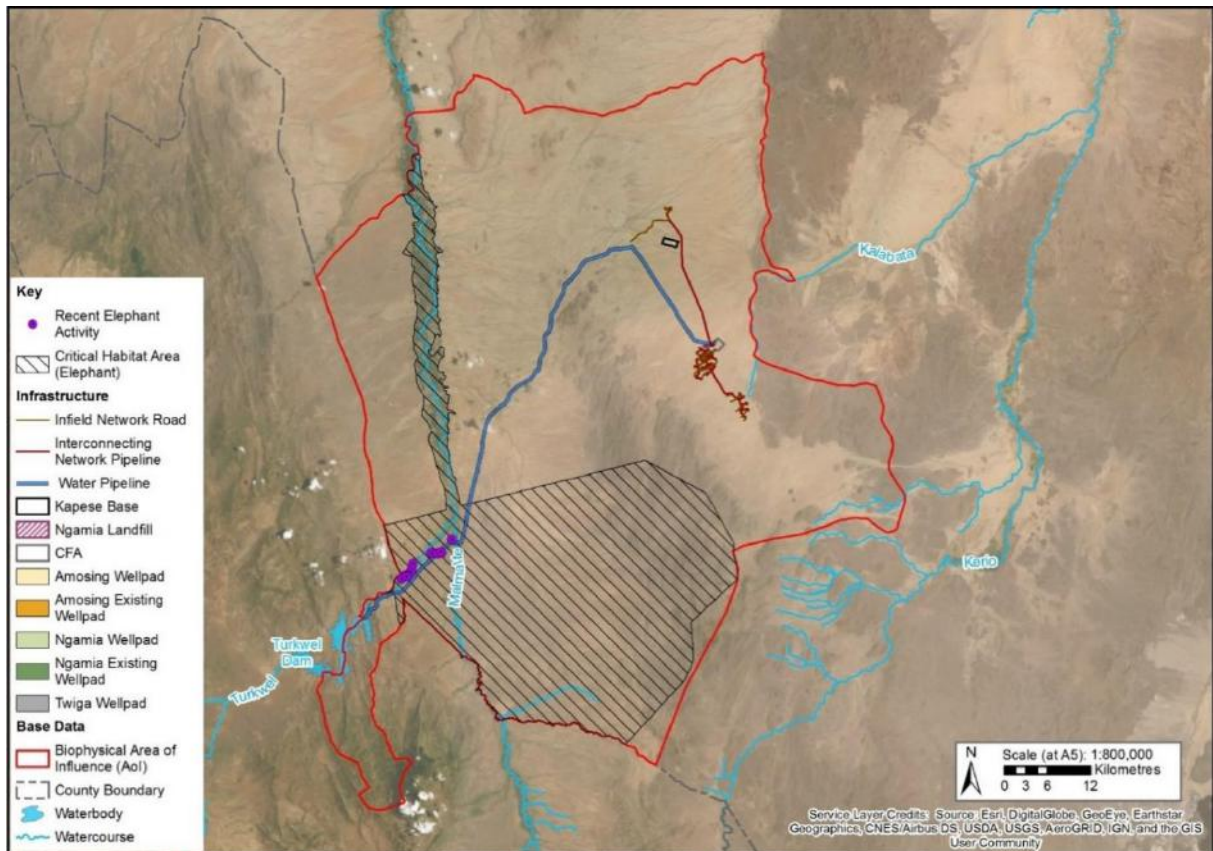 Kalabata
Kerio
Malmatte
Turkwel
Dam
Turkwel
Key
Recent Elephant
Activity
Critical Habitat Area
(Elephant)
Infrastructure
Infield Network Road
Interconnecting
Network Pipeline
Water Pipeline
Kapese Base
Ngamia Landfill
CFA
Amosing Wellpad
Amosing Existing
Wellpad
Ngamia Wellpad
Ngamia Existing
Wellpad
Twiga Wellpad
Base Data
Biophysical Area of
Influence (AoI)
County Boundary
Waterbody
Watercourse
N
Scale (at A5): 1:800,000
Kilometres
0 3 6 12
Service Layer Credits: Source: Esri, DigitalGlobe, GeoEye, Earthstar
Geographics, CNES/Airbus DS, USDA, USGS, AeroGRID, IGN, and the GIS
User Community